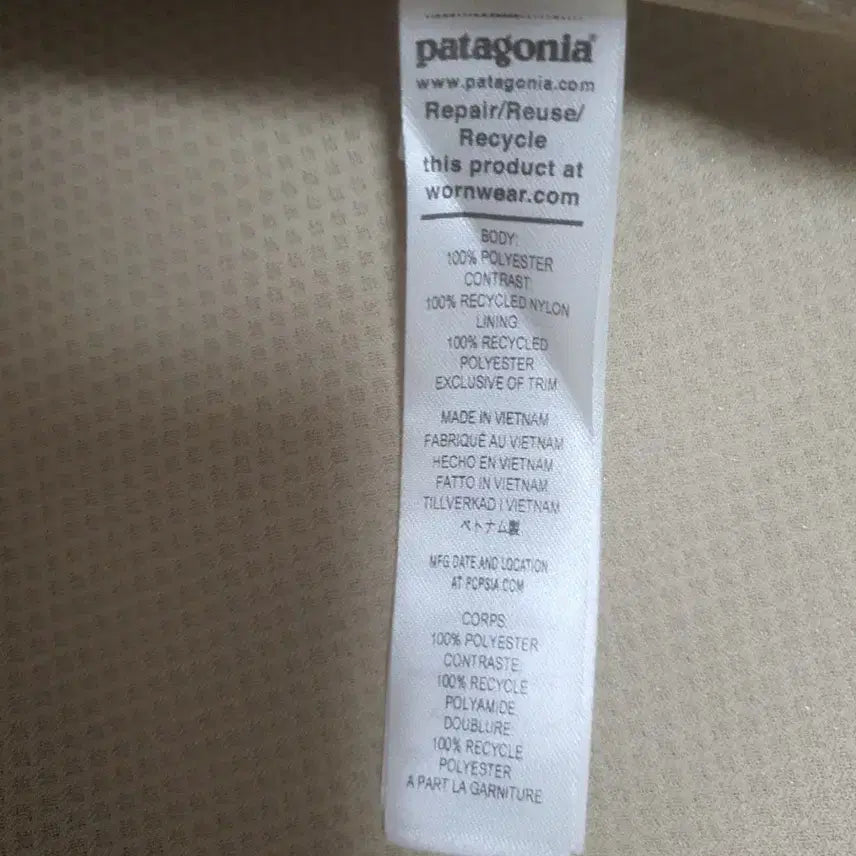 patagonia®
www.patagonia.com
Repair/Reuse/
Recycle
this product at
wornwear.com
BODY:
100% POLYESTER
CONTRAST:
100% RECYCLED NYLON
LINING:
100% RECYCLED
POLYESTER
EXCLUSIVE OF TRIM
MADE IN VIETNAM
FABRIQUÉ AU VIETNAM
HECHO EN VIETNAM
FATTO IN VIETNAM
TILLVERKAD I VIETNAM
ベトナム製
MFG DATE AND LOCATION
AT PCPSIA.COM
CORPS:
100% POLYESTER
CONTRASTE:
100% RECYCLE
POLYAMIDE
DOUBLURE:
100% RECYCLE
POLYESTER
A PART LA GARNITURE